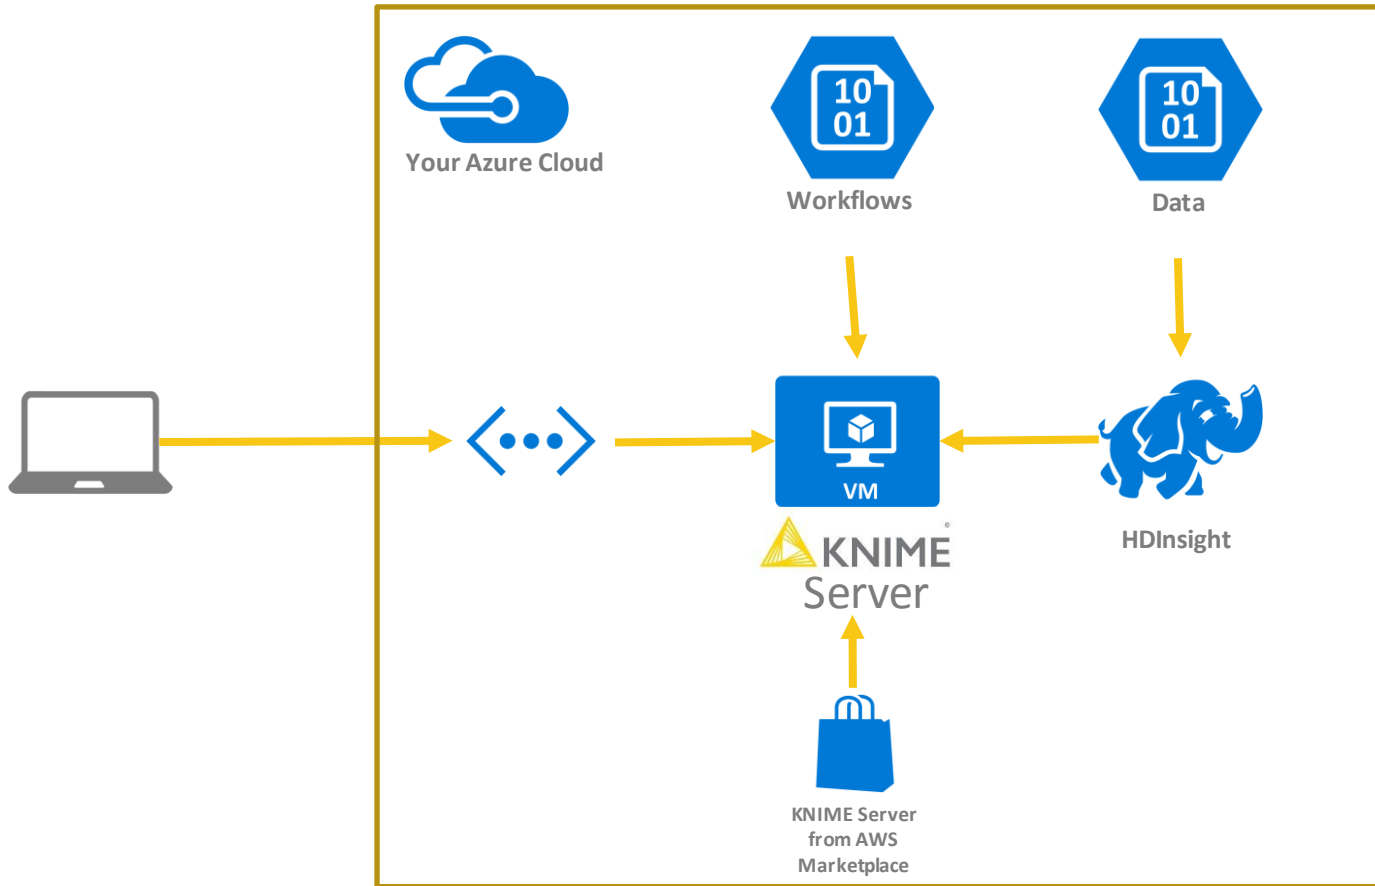 Your Azure Cloud
10
01
Workflows
10
01
Data
VM
KNIME®
Server
HDInsight
KNIME Server
from AWS
Marketplace